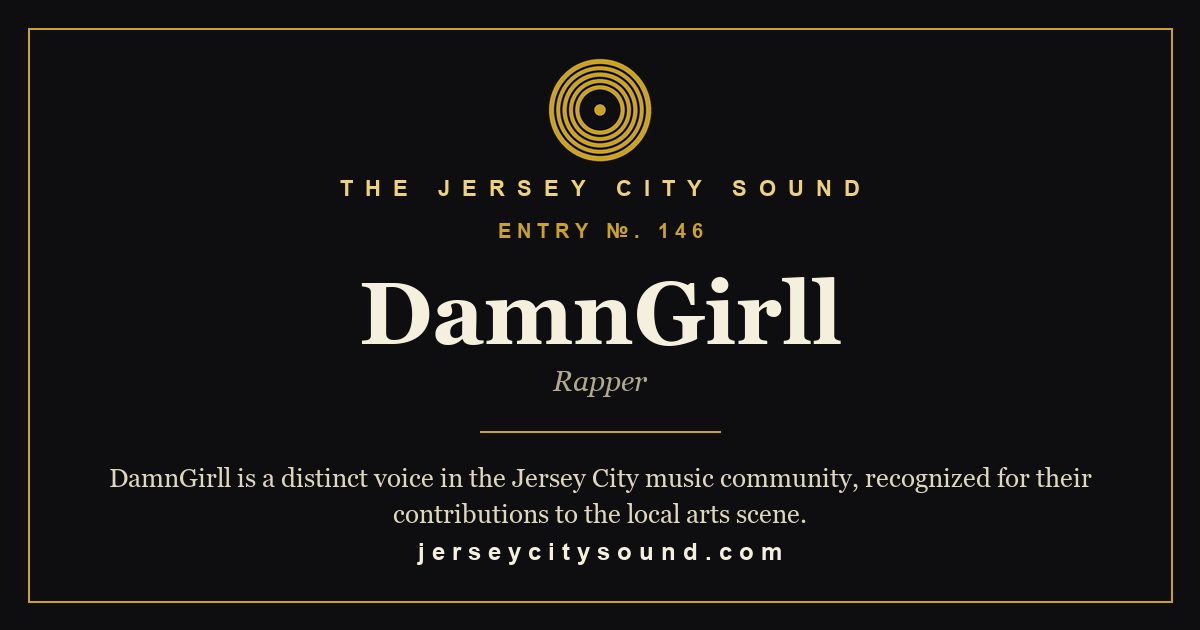 THE JERSEY CITY SOUND
ENTRY №. 146
DamnGirll
Rapper
DamnGirll is a distinct voice in the Jersey City music community, recognized for their
contributions to the local arts scene.
jerseycitysound.com